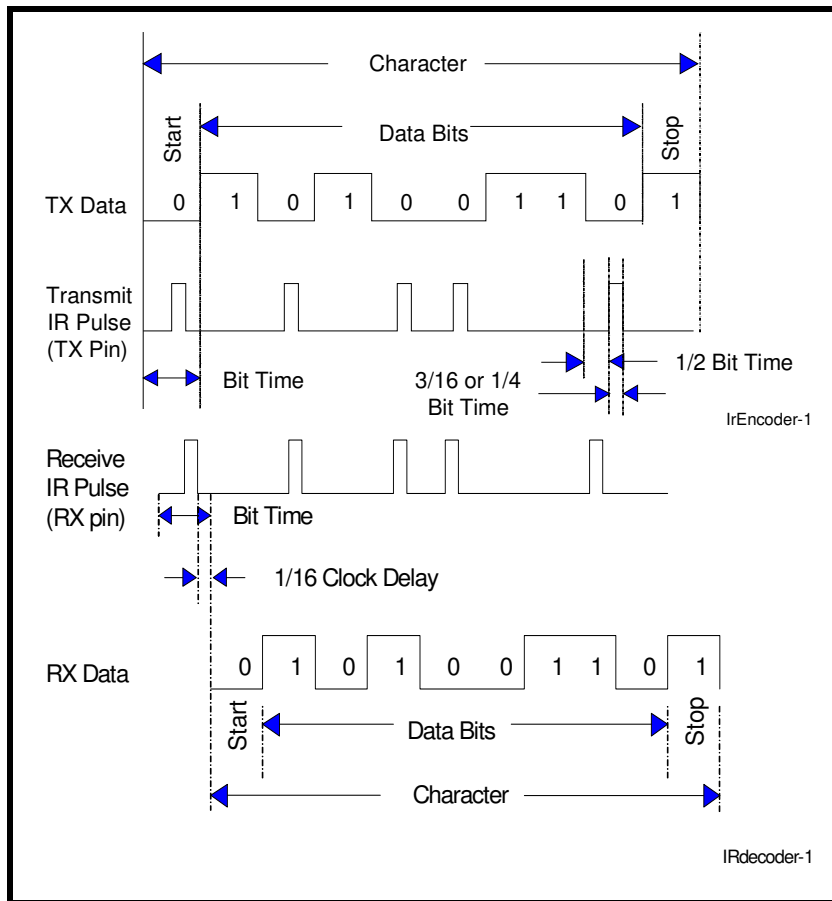 Character
Start
Data Bits
Stop
TX Data
0 1 0 1 0 0 1 1 0 1
Transmit
IR Pulse
(TX Pin)
Bit Time
1/2 Bit Time
3/16 or 1/4
Bit Time
IrEncoder-1
Receive
IR Pulse
(RX pin)
Bit Time
1/16 Clock Delay
RX Data
0 1 0 1 0 0 1 1 0 1
Start
Data Bits
Stop
Character
IRdecoder-1